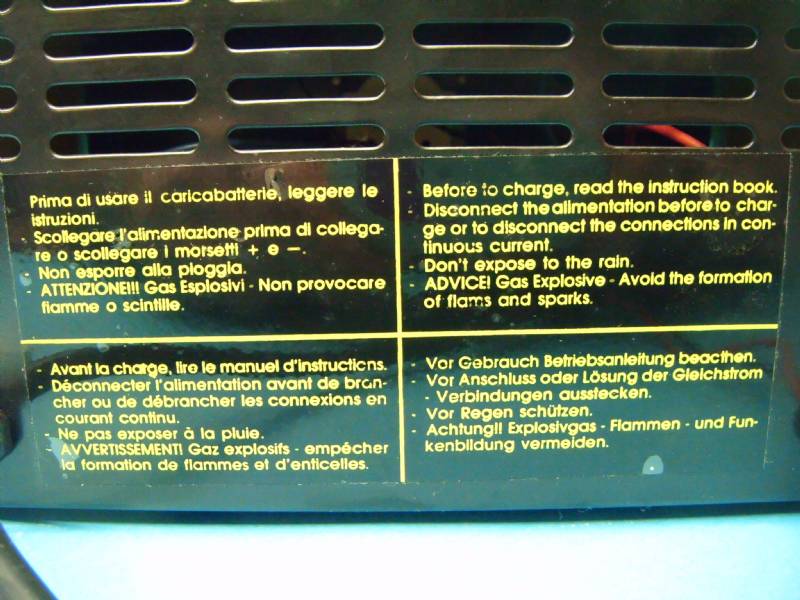 Prima di usare il caricabatterie, leggere le
istruzioni.
- Scollegare l'alimentazione prima di collega-
re o scollegare i morsetti + e –.
- Non esporre alla pioggia.
- ATTENZIONE!!! Gas Esplosivi - Non provocare
fiamme o scintille.
- Before to charge, read the instruction book.
- Disconnect the alimentation before to char-
ge or to disconnect the connections in con-
tinuous current.
- Don't expose to the rain.
- ADVICE! Gas Explosive - Avoid the formation
of flams and sparks.
- Avant la charge, lire le manuel d'instructions.
- Déconnecter l'alimentation avant de bran-
cher ou de débrancher les connexions en
courant continu.
Ne pas exposer à la pluie.
- AVVERTISSEMENT! Gaz explosifs - empécher
la formation de flammes et d'enticelles.
- Vor Gebrauch Betriebsanleitung beacthen.
- Vor Anschluss oder Lösung der Gleichstrom
- Verbindungen ausstecken.
- Vor Regen schützen.
- Achtung!! Explosivgas - Flammen - und Fun-
kenbildung vermeiden.